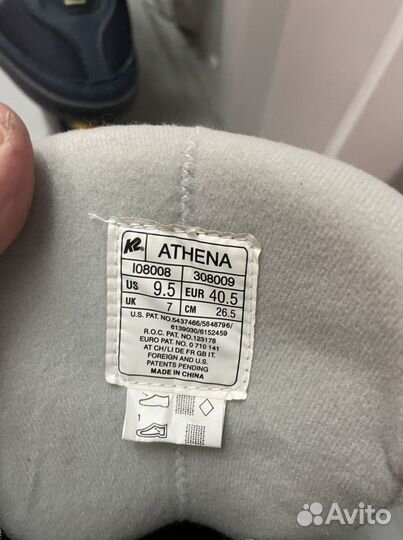 K2 ATHENA
I08008 308009
US 9.5 EUR 40.5
UK 7 CM 26.5
U.S. PAT. NO.5437466/5848796/
6139030/6152459
R.O.C. PAT NO.123178
EURO PAT. NO. 0 710 141
AT CH/LI DE FR GB IT.
FOREIGN AND U.S.
PATENTS PENDING
MADE IN CHINA
1
Avito